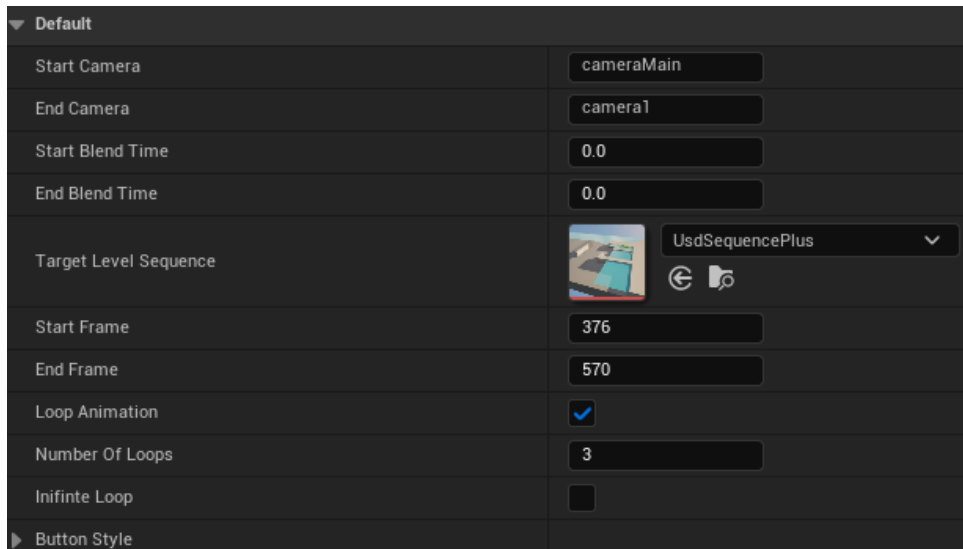 Default
Start Camera cameraMain
End Camera camera1
Start Blend Time 0.0
End Blend Time 0.0
Target Level Sequence UsdSequencePlus
Start Frame 376
End Frame 570
Loop Animation
Number Of Loops 3
Inifinte Loop
Button Style